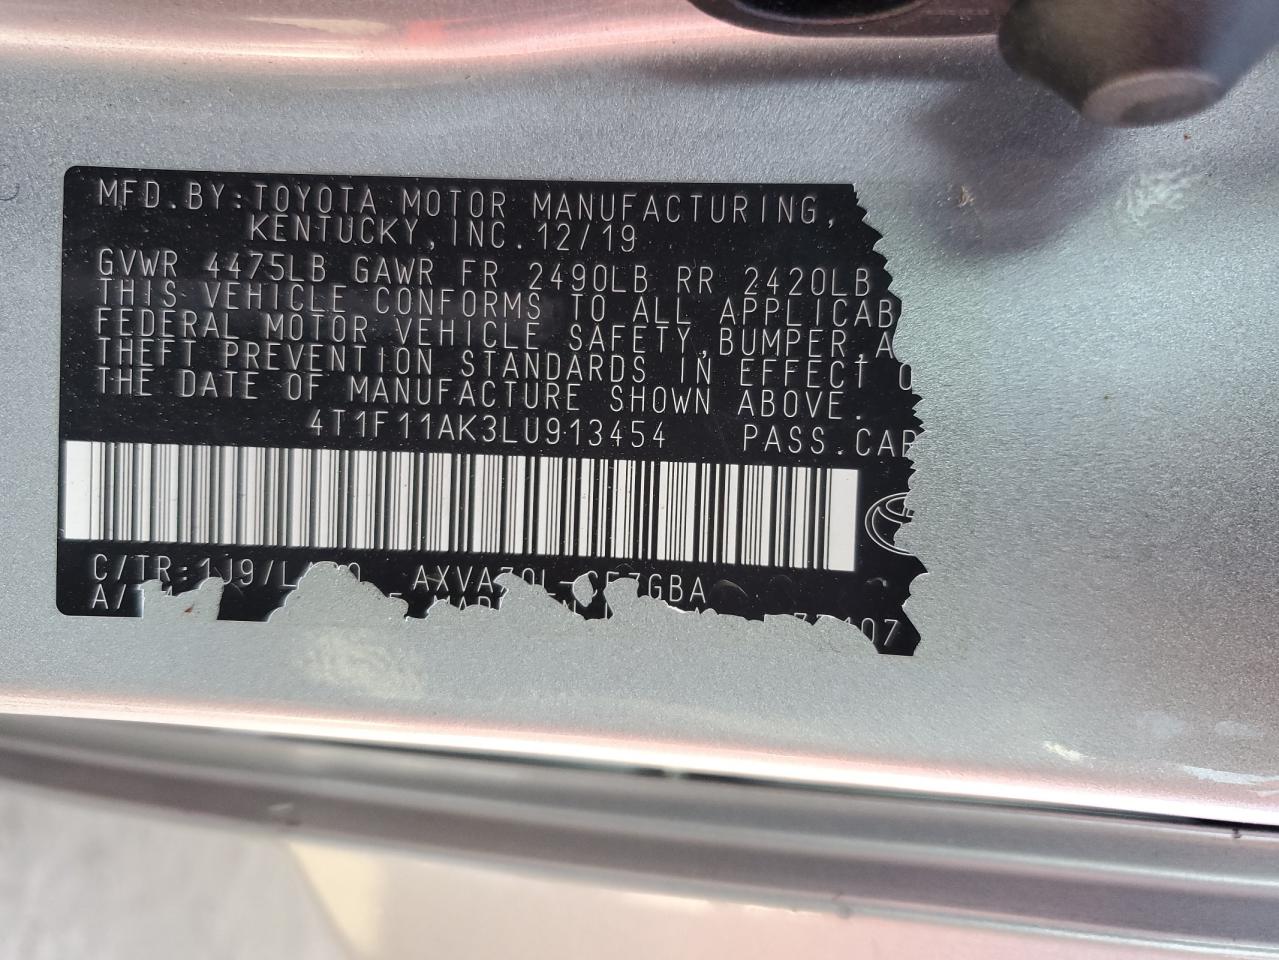 MFD.BY:TOYOTA MOTOR MANUFACTURING,
KENTUCKY,INC.12/19
GVWR 4475LB GAWR FR 2490LB RR 2420LB
THIS VEHICLE CONFORMS TO ALL APPLICAB
FEDERAL MOTOR VEHICLE SAFETY,BUMPER,A
THEFT PREVENTION STANDARDS IN EFFECT O
THE DATE OF MANUFACTURE SHOWN ABOVE.
4T1F11AK3LU913454 PASS.CAR
C/TR:1J9/
A/T